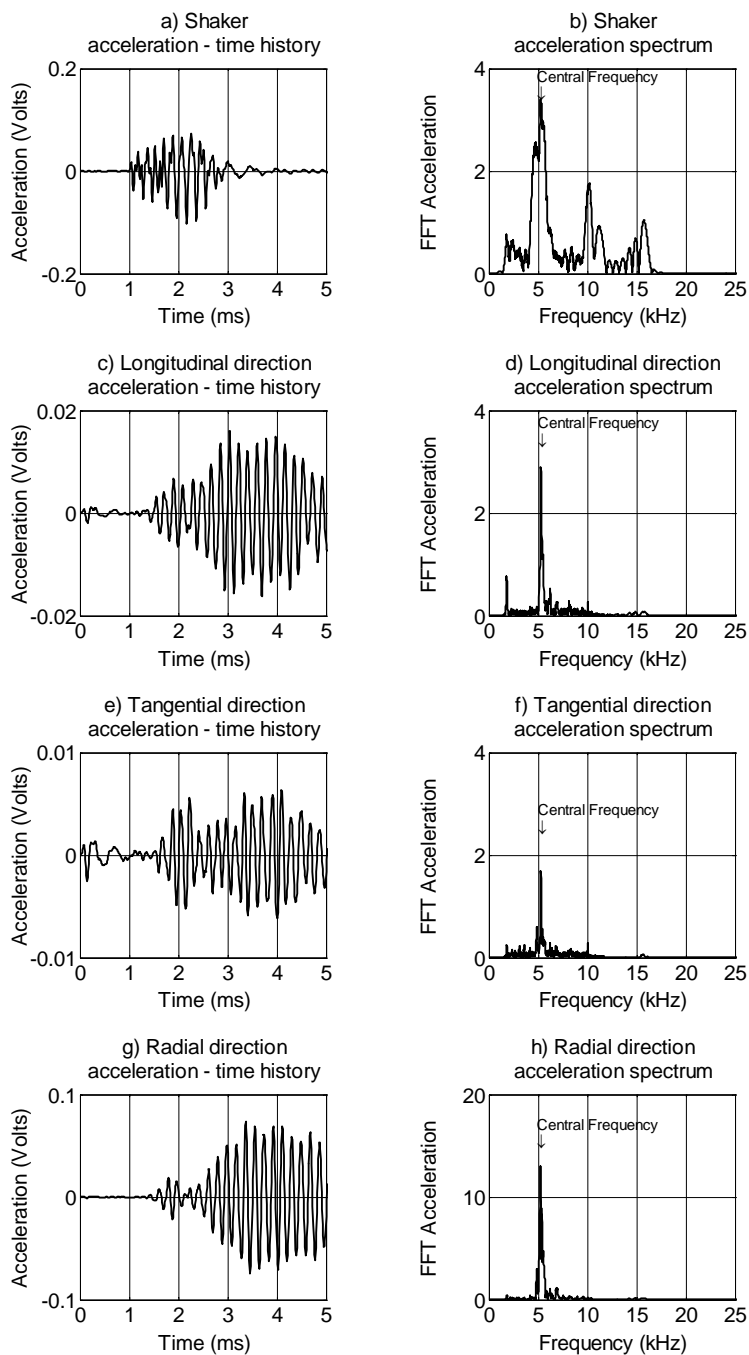 a) Shaker
acceleration - time history
0.2
0
-0.2
Acceleration (Volts)
0 1 2 3 4 5
Time (ms)
b) Shaker
acceleration spectrum
4
2
0
FFT Acceleration
Central Frequency
↓
0 5 10 15 20 25
Frequency (kHz)
c) Longitudinal direction
acceleration - time history
0.02
0
-0.02
Acceleration (Volts)
0 1 2 3 4 5
Time (ms)
d) Longitudinal direction
acceleration spectrum
4
2
0
FFT Acceleration
Central Frequency
↓
0 5 10 15 20 25
Frequency (kHz)
e) Tangential direction
acceleration - time history
0.01
0
-0.01
Acceleration (Volts)
0 1 2 3 4 5
Time (ms)
f) Tangential direction
acceleration spectrum
4
2
0
FFT Acceleration
Central Frequency
↓
0 5 10 15 20 25
Frequency (kHz)
g) Radial direction
acceleration - time history
0.1
0
-0.1
Acceleration (Volts)
0 1 2 3 4 5
Time (ms)
h) Radial direction
acceleration spectrum
20
10
0
FFT Acceleration
Central Frequency
↓
0 5 10 15 20 25
Frequency (kHz)